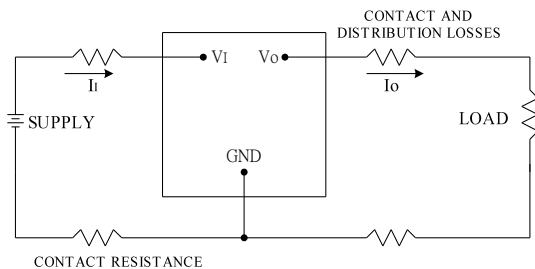 CONTACT AND
DISTRIBUTION LOSSES
VI
VO
II
IO
SUPPLY
LOAD
GND
CONTACT RESISTANCE